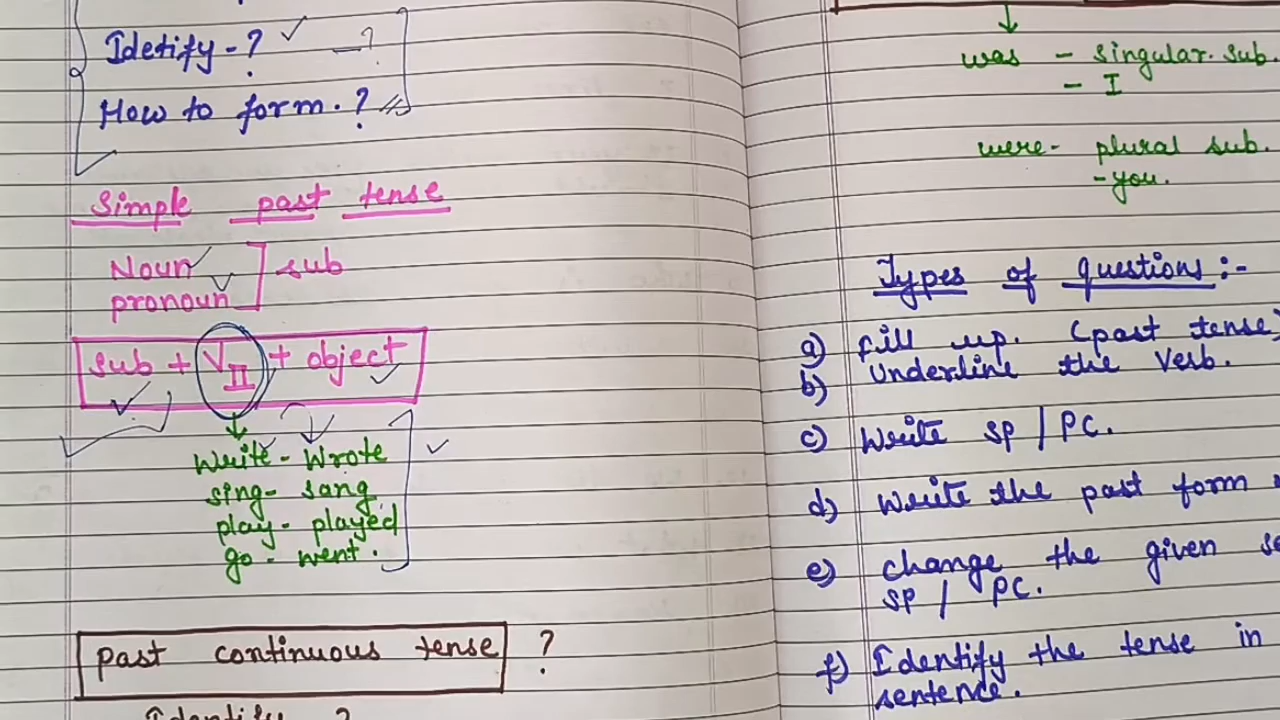 Idetify - ? — ?
How to form. ?
Simple past tense
Noun
pronoun
sub
sub + VII + object
Write - Wrote
sing - sang
play - played
go - went.
Past continuous tense ?
Identify ?
was - singular. sub.
- I
were - plural sub.
- you.
Types of questions :-
a) fill up. (past tense)
b) underline the verb.
c) Write SP / PC.
d) Write the past form
e) change the given
SP / PC.
f) Identify the tense in
sentence.